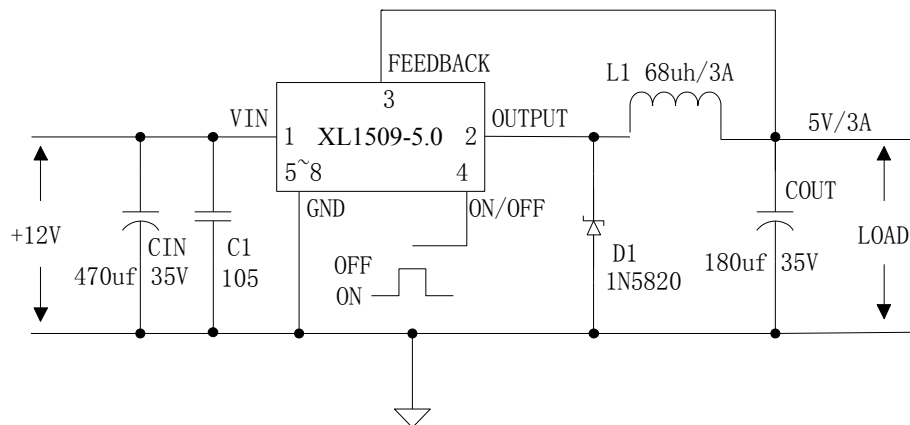 FEEDBACK
L1 68uh/3A
3
VIN
OUTPUT
5V/3A
1 XL1509-5.0 2
5~8 4
GND
ON/OFF
COUT
+12V
CIN
C1
OFF
D1
LOAD
470uf 35V
105
ON
1N5820
180uf 35V